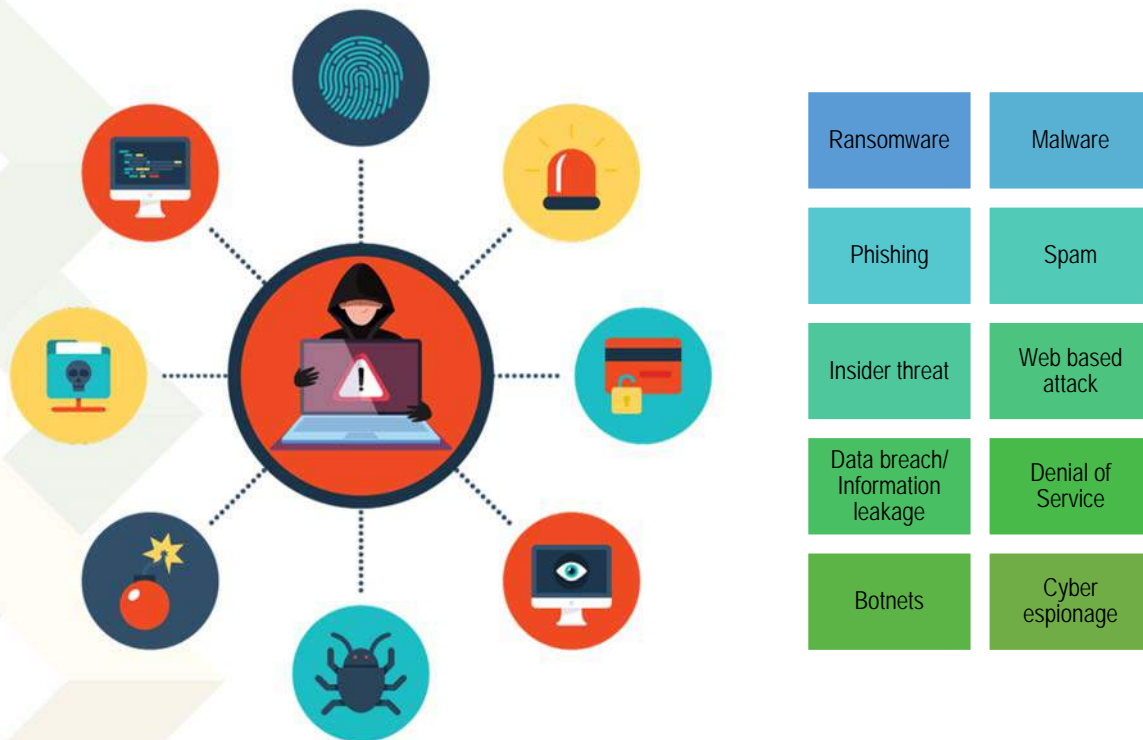 Ransomware
Malware
Phishing
Spam
Insider threat
Web based
attack
Data breach/
Information
leakage
Denial of
Service
Botnets
Cyber
espionage